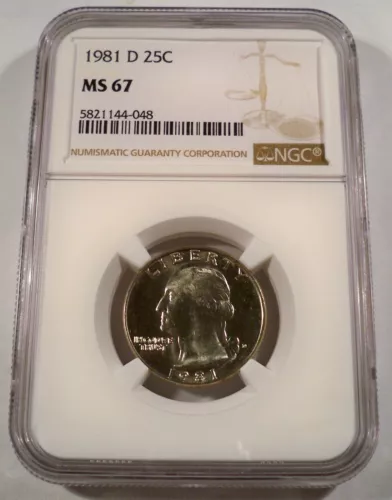 1981 D 25C
MS 67
5821144-048
NUMISMATIC GUARANTY CORPORATION
NGC®
LIBERTY
IN GOD WE
TRUST
D
1981